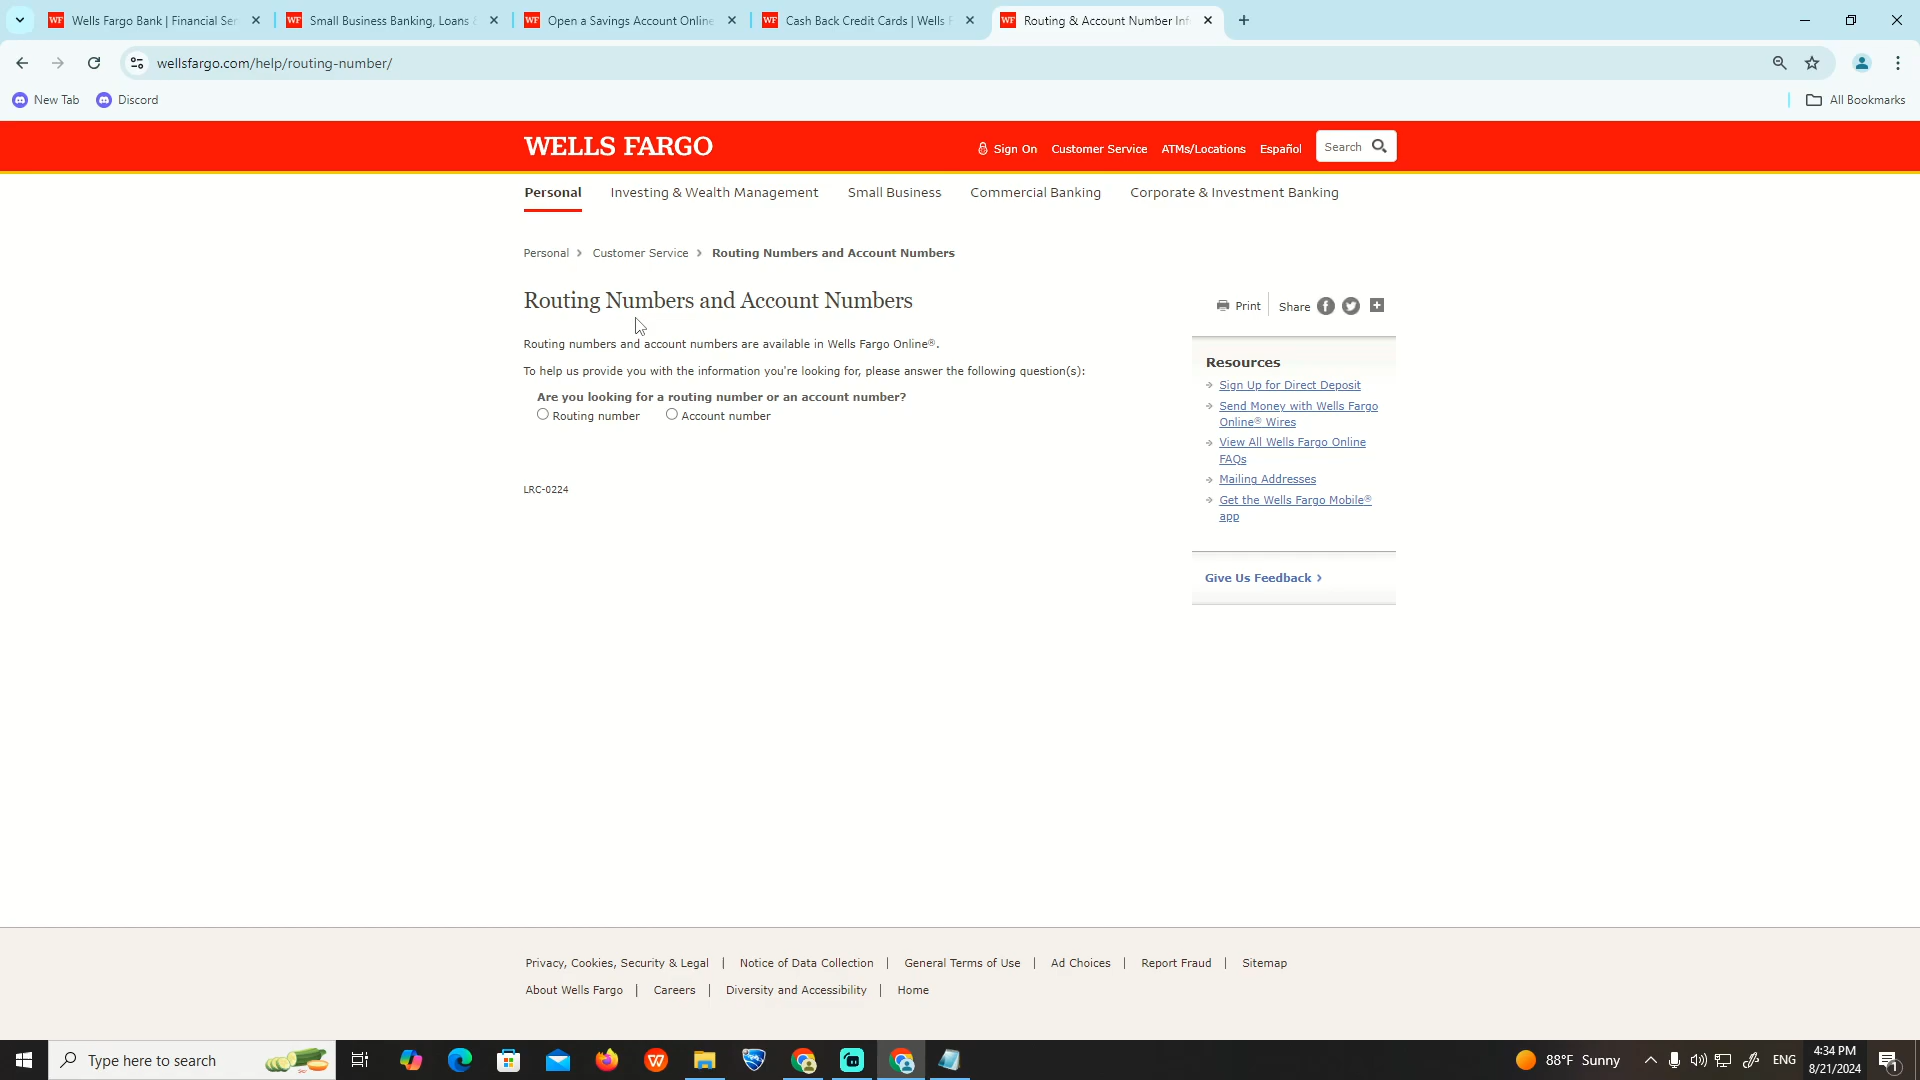 WF Wells Fargo Bank | Financial Ser
WF Small Business Banking, Loans &
WF Open a Savings Account Online
WF Cash Back Credit Cards | Wells F
WF Routing & Account Number Inf
wellsfargo.com/help/routing-number/
New Tab
Discord
All Bookmarks
WELLS FARGO
Sign On
Customer Service
ATMs/Locations
Español
Search
Personal
Investing & Wealth Management
Small Business
Commercial Banking
Corporate & Investment Banking
Personal > Customer Service > Routing Numbers and Account Numbers
Routing Numbers and Account Numbers
Print
Share
Routing numbers and account numbers are available in Wells Fargo Online®.
To help us provide you with the information you're looking for, please answer the following question(s):
Are you looking for a routing number or an account number?
Routing number
Account number
LRC-0224
Resources
Sign Up for Direct Deposit
Send Money with Wells Fargo
Online® Wires
View All Wells Fargo Online
FAQs
Mailing Addresses
Get the Wells Fargo Mobile®
app
Give Us Feedback
Privacy, Cookies, Security & Legal | Notice of Data Collection | General Terms of Use | Ad Choices | Report Fraud | Sitemap
About Wells Fargo | Careers | Diversity and Accessibility | Home
Type here to search
88°F Sunny
ENG
4:34 PM
8/21/2024
1